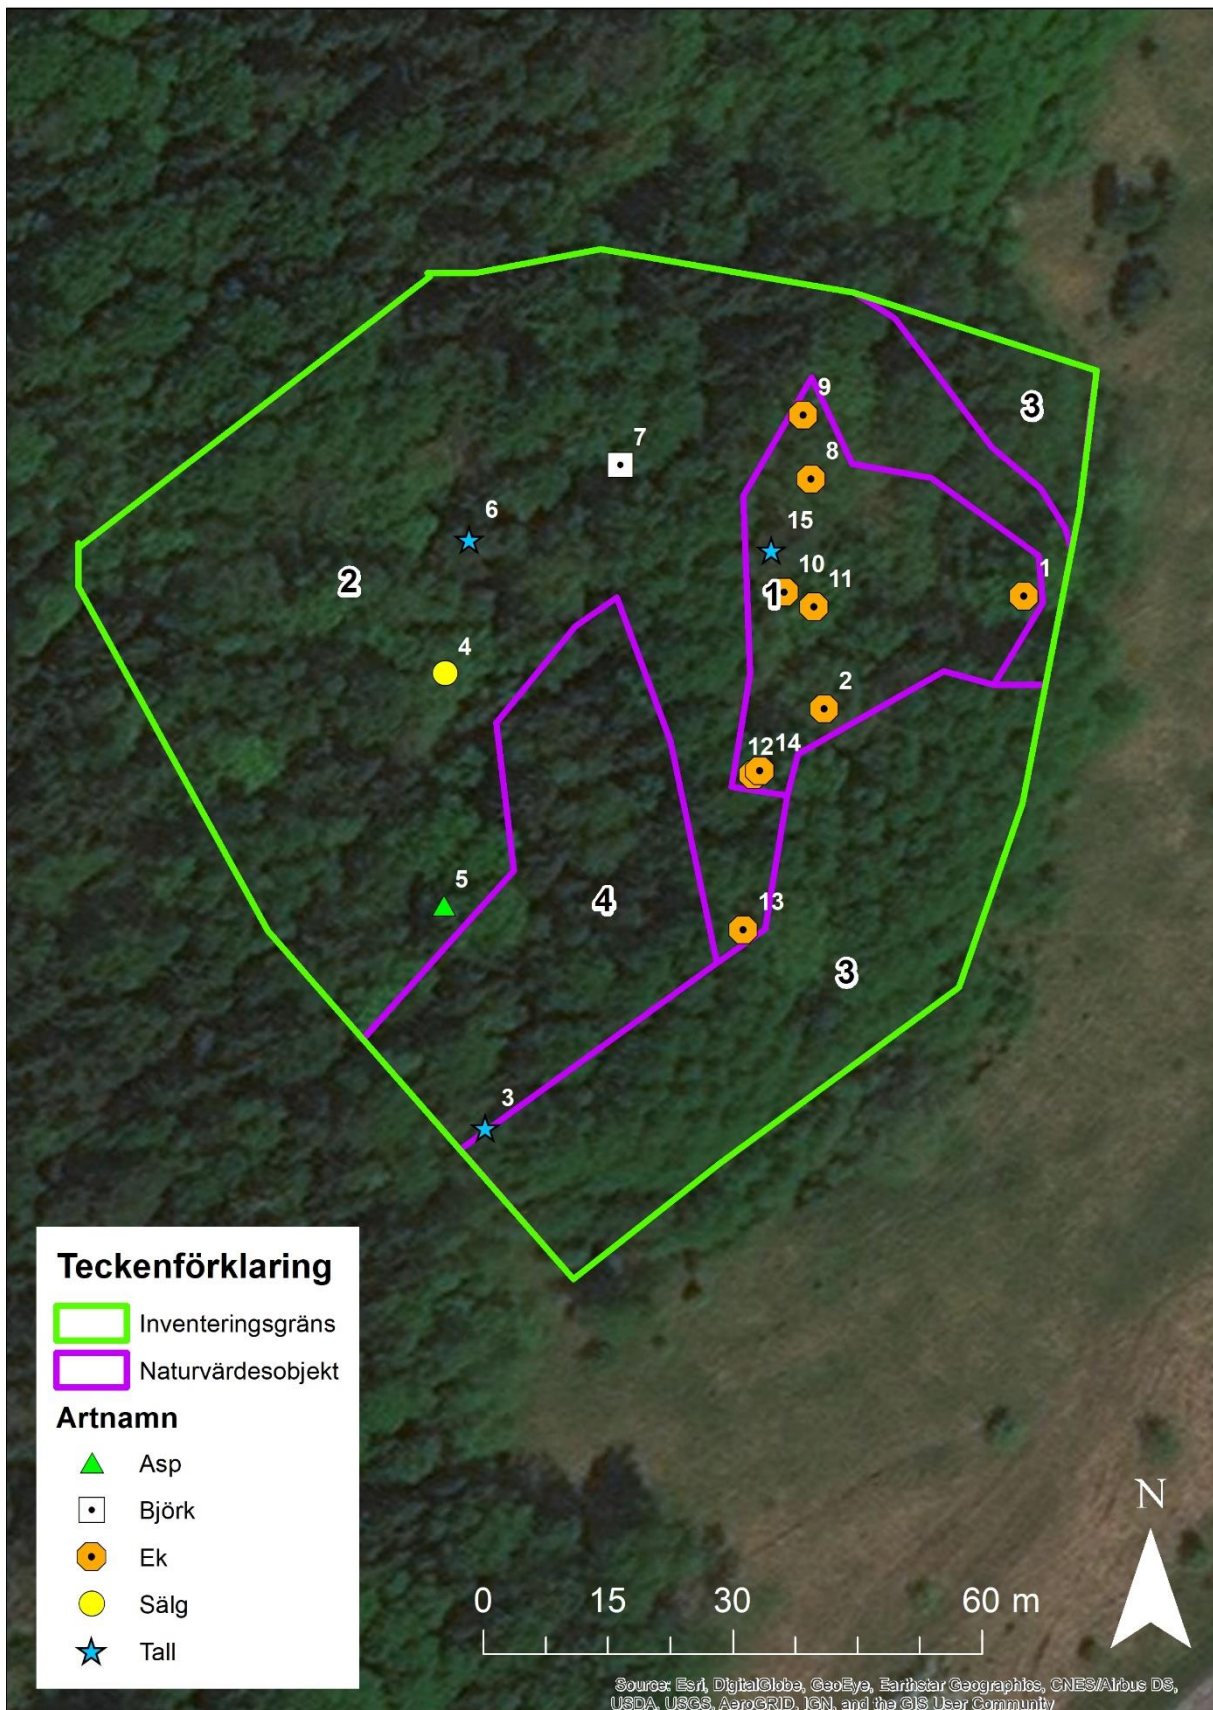 9
3
7
8
6
15
2
10
11
1
1
4
2
12
14
5
4
13
3
3
Teckenförklaring
Inventeringsgräns
Naturvärdesobjekt
Artnamn
Asp
Björk
Ek
Sälg
Tall
N
0 15 30 60 m
Source: Esri, DigitalGlobe, GeoEye, Earthstar Geographics, CNES/Airbus DS,
USDA, USGS, AeroGRID, IGN, and the GIS User Community